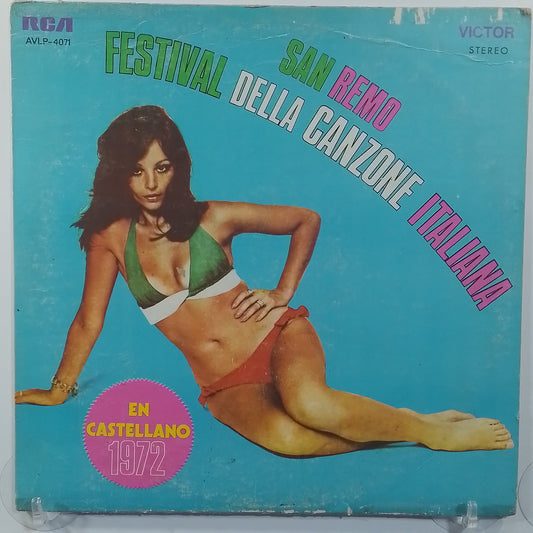 RCA
AVLP-4071
VICTOR
STEREO
SAN REMO
FESTIVAL DELLA CANZONE ITALIANA
EN
CASTELLANO
1972